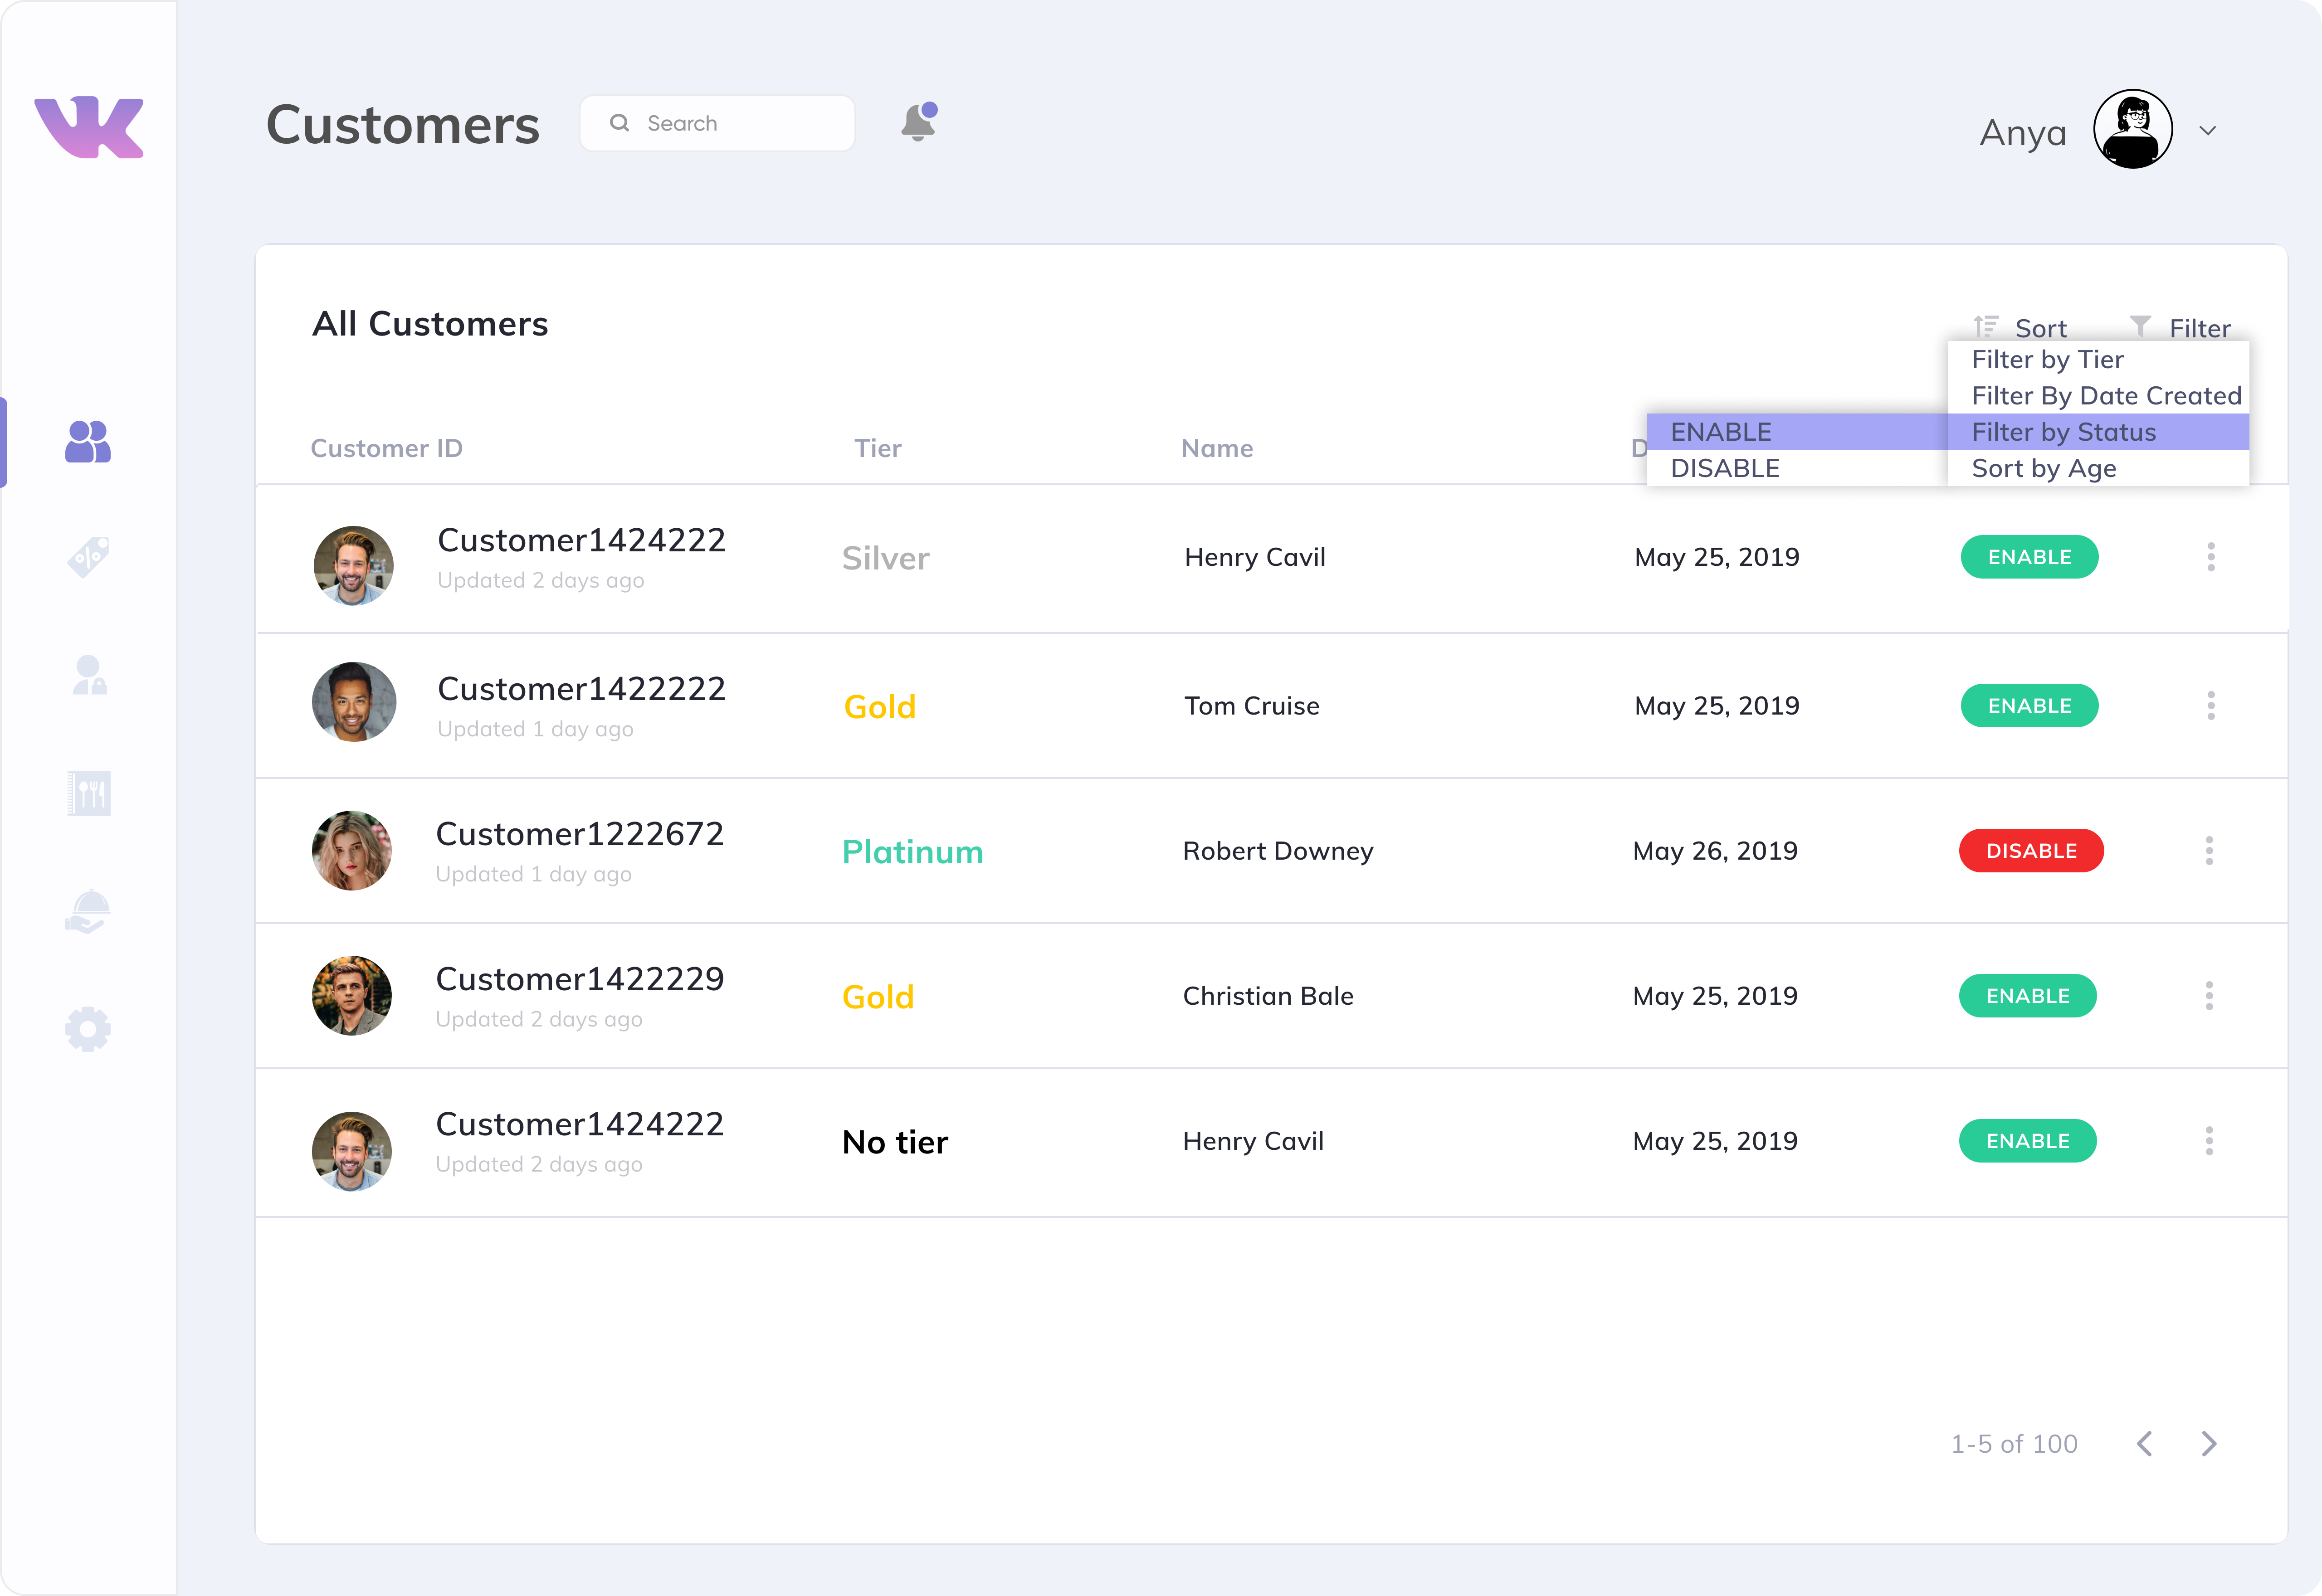 VK
Customers
Search
Anya
All Customers
Sort
Filter
Filter by Tier
Filter By Date Created
Filter by Status
Sort by Age
ENABLE
DISABLE
Customer ID
Tier
Name
D
Customer1424222
Updated 2 days ago
Silver
Henry Cavil
May 25, 2019
ENABLE
Customer1422222
Updated 1 day ago
Gold
Tom Cruise
May 25, 2019
ENABLE
Customer1222672
Updated 1 day ago
Platinum
Robert Downey
May 26, 2019
DISABLE
Customer1422229
Updated 2 days ago
Gold
Christian Bale
May 25, 2019
ENABLE
Customer1424222
Updated 2 days ago
No tier
Henry Cavil
May 25, 2019
ENABLE
1-5 of 100